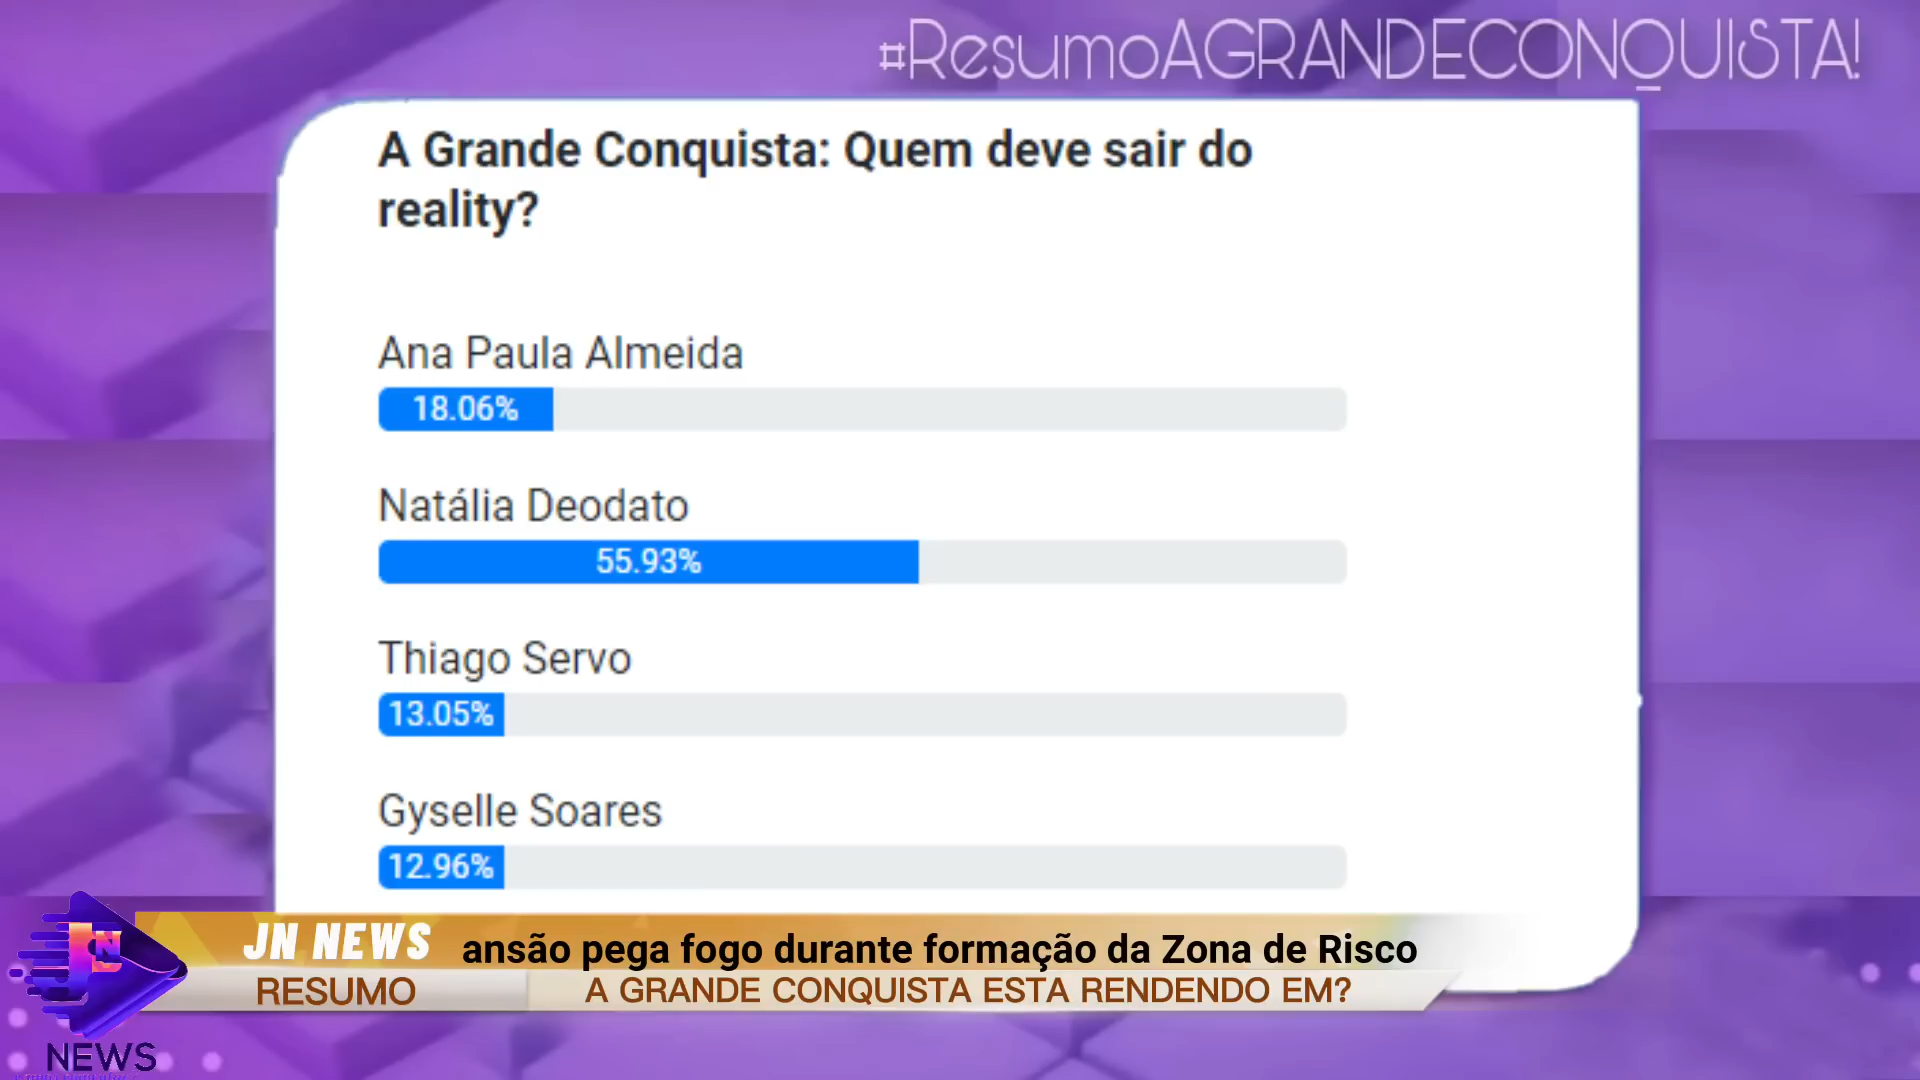 #ResumoAGRANDECONQUISTA!
A Grande Conquista: Quem deve sair do
reality?
Ana Paula Almeida
18.06%
Natália Deodato
55.93%
Thiago Servo
13.05%
Gyselle Soares
12.96%
JN NEWS
ansão pega fogo durante formação da Zona de Risco
RESUMO
A GRANDE CONQUISTA ESTA RENDENDO EM?
NEWS